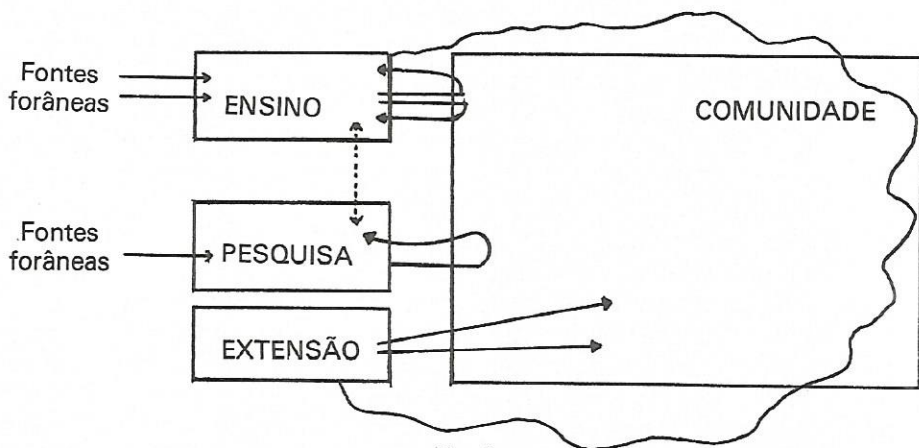 Fontes
forâneas
ENSINO
COMUNIDADE
Fontes
forâneas
PESQUISA
EXTENSÃO